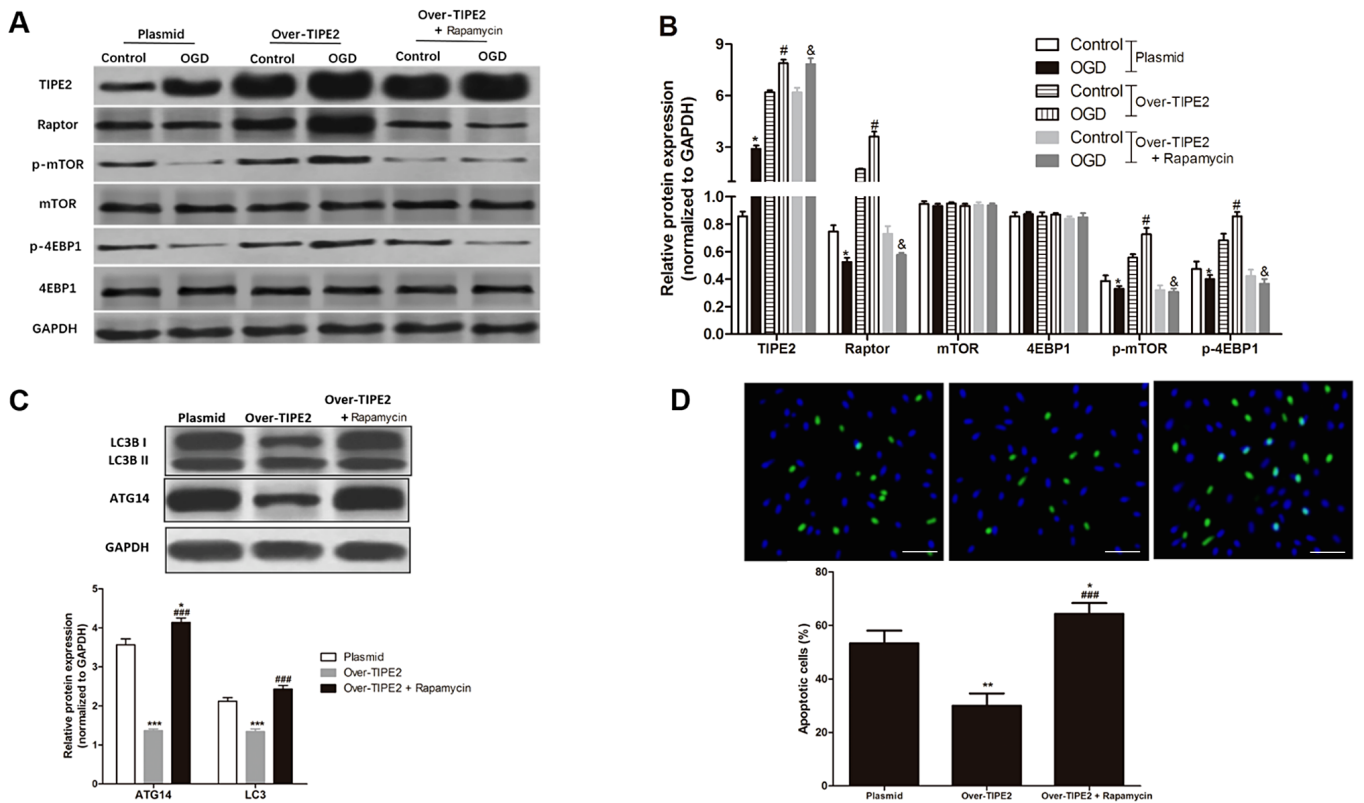 A
Plasmid
Over-TIPE2
Over-TIPE2
+ Rapamycin
Control
OGD
Control
OGD
Control
OGD
TIPE2
Raptor
p-mTOR
mTOR
p-4EBP1
4EBP1
GAPDH
B
Relative protein expression
(normalized to GAPDH)
9
6
3
1.0
0.8
0.6
0.4
0.2
0.0
*
#
&
*
#
&
*
#
&
*
#
&
TIPE2
Raptor
mTOR
4EBP1
p-mTOR
p-4EBP1
Control
OGD
Plasmid
Control
OGD
Over-TIPE2
Control
OGD
Over-TIPE2
+ Rapamycin
C
Plasmid
Over-TIPE2
Over-TIPE2
+ Rapamycin
LC3B I
LC3B II
ATG14
GAPDH
Relative protein expression
(normalized to GAPDH)
5
4
3
2
1
0
***
*
###
***
###
ATG14
LC3
Plasmid
Over-TIPE2
Over-TIPE2 + Rapamycin
D
Apoptotic cells (%)
80
60
40
20
0
**
*
###
Plasmid
Over-TIPE2
Over-TIPE2 + Rapamycin